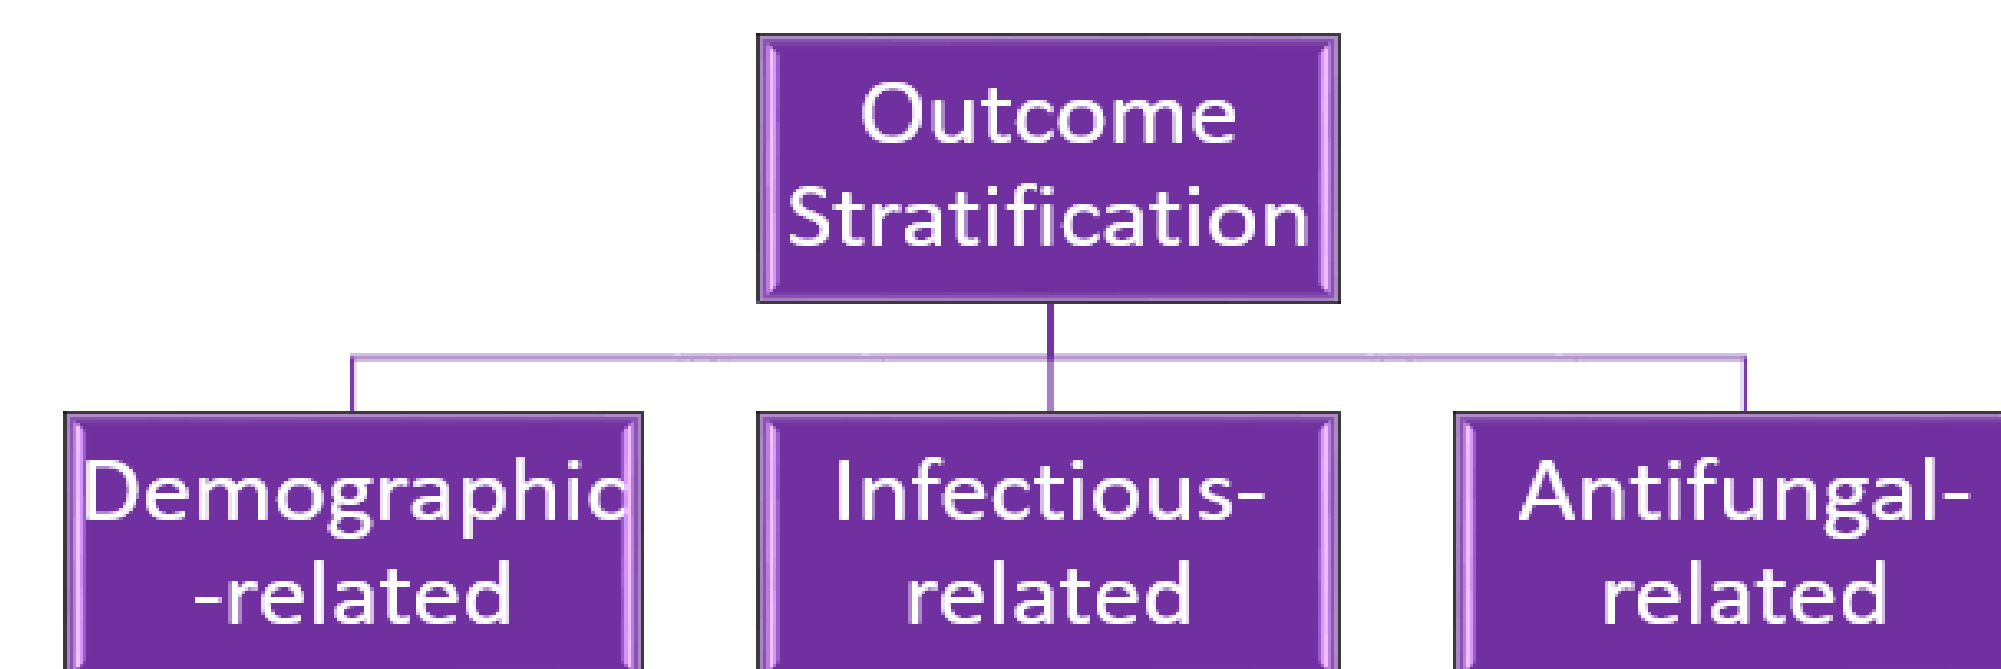 Outcome
Stratification
Demographic
-related
Infectious-
related
Antifungal-
related